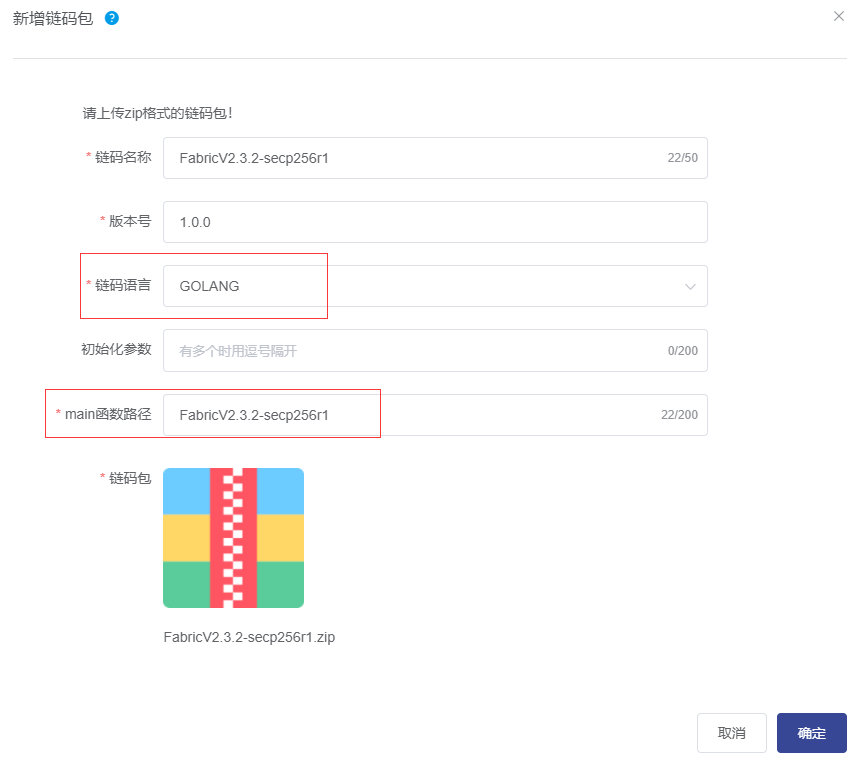 新增链码包 ?
请上传zip格式的链码包!
* 链码名称 FabricV2.3.2-secp256r1 22/50
* 版本号 1.0.0
* 链码语言 GOLANG
初始化参数 有多个时用逗号隔开 0/200
* main函数路径 FabricV2.3.2-secp256r1 22/200
* 链码包
FabricV2.3.2-secp256r1.zip
取消 确定